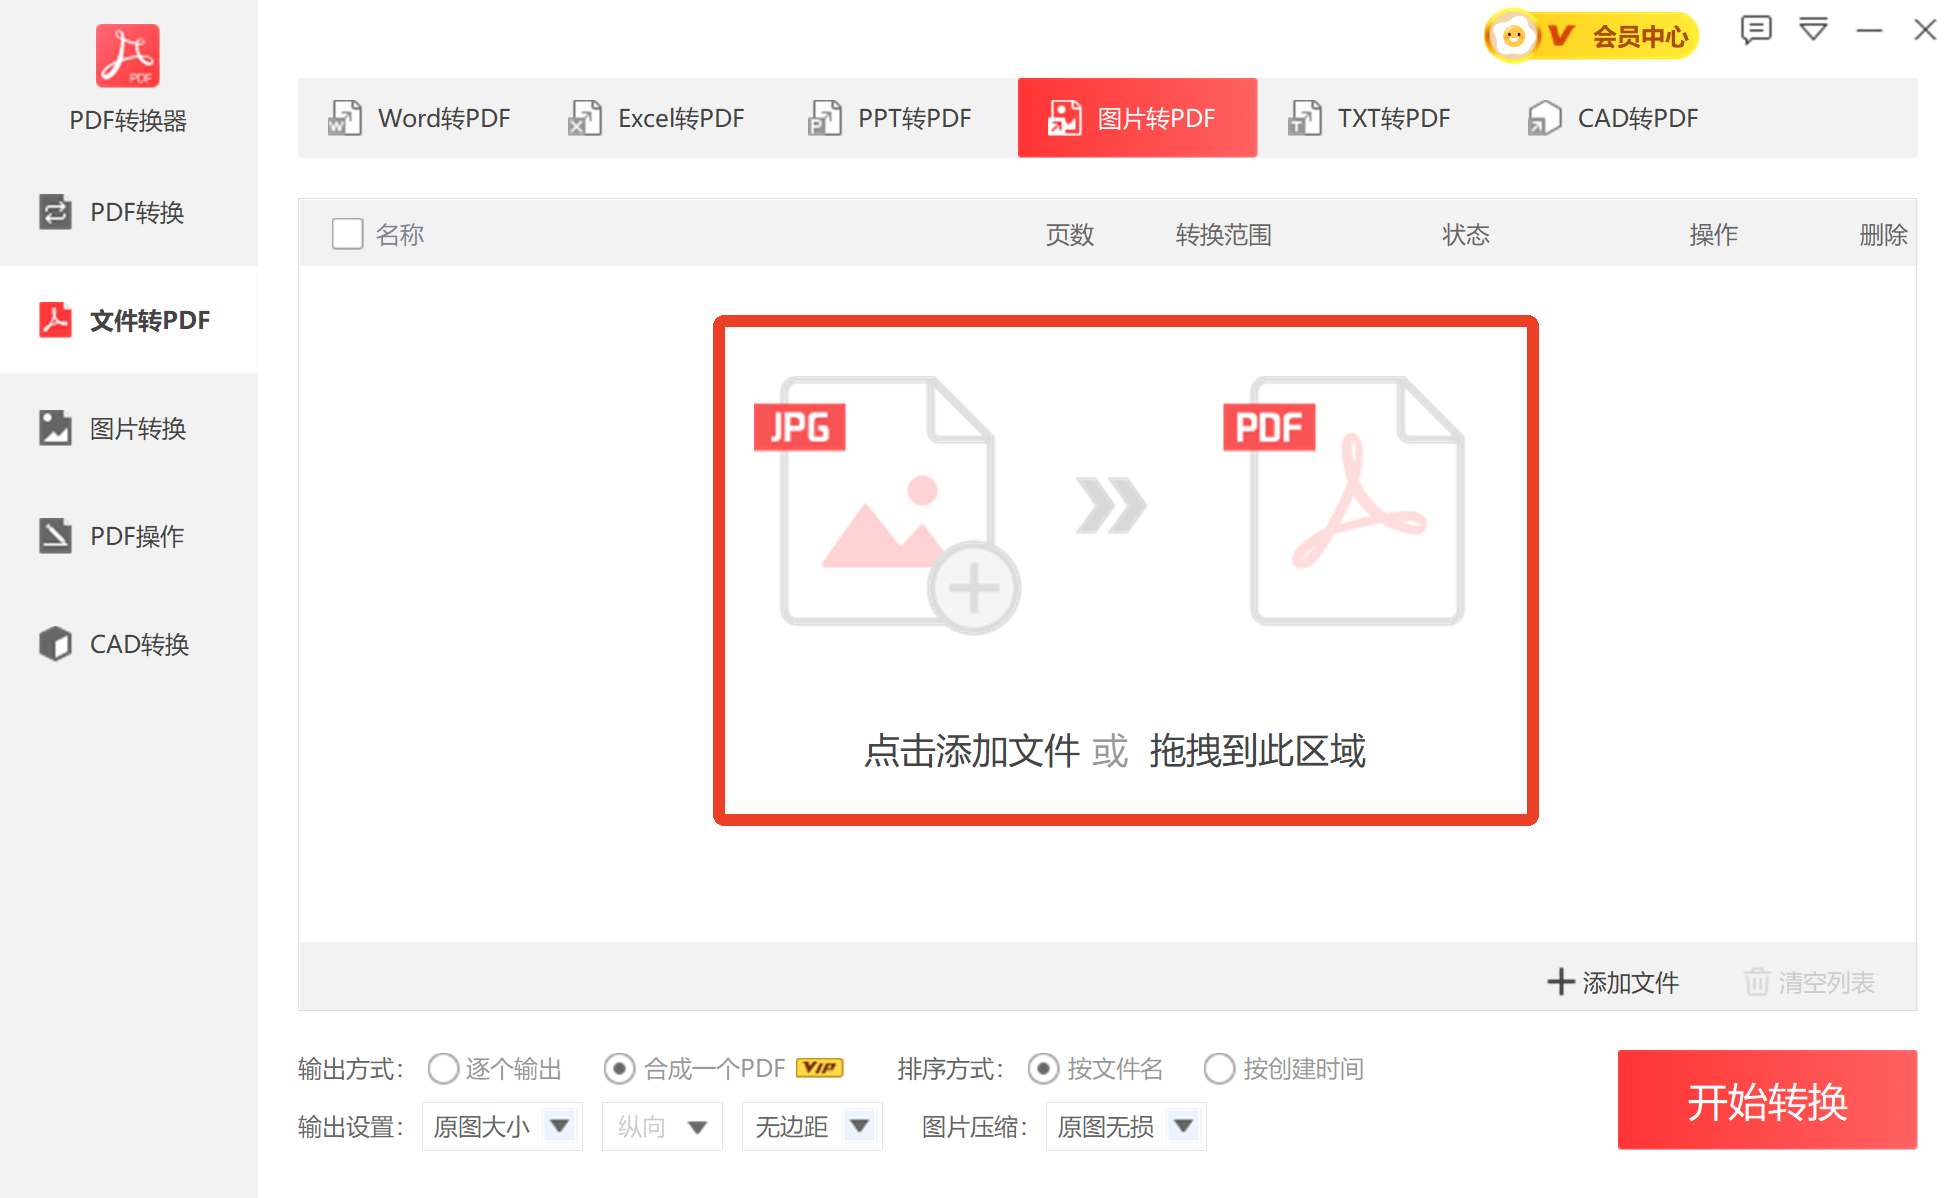 会员中心
PDF
PDF转换器
Word转PDF
Excel转PDF
PPT转PDF
图片转PDF
TXT转PDF
CAD转PDF
PDF转换
文件转PDF
图片转换
PDF操作
CAD转换
名称 页数 转换范围 状态 操作 删除
JPG PDF
点击添加文件 或 拖拽到此区域
添加文件 清空列表
输出方式： 逐个输出 合成一个PDF VIP 排序方式： 按文件名 按创建时间
输出设置： 原图大小 纵向 无边距 图片压缩： 原图无损
开始转换